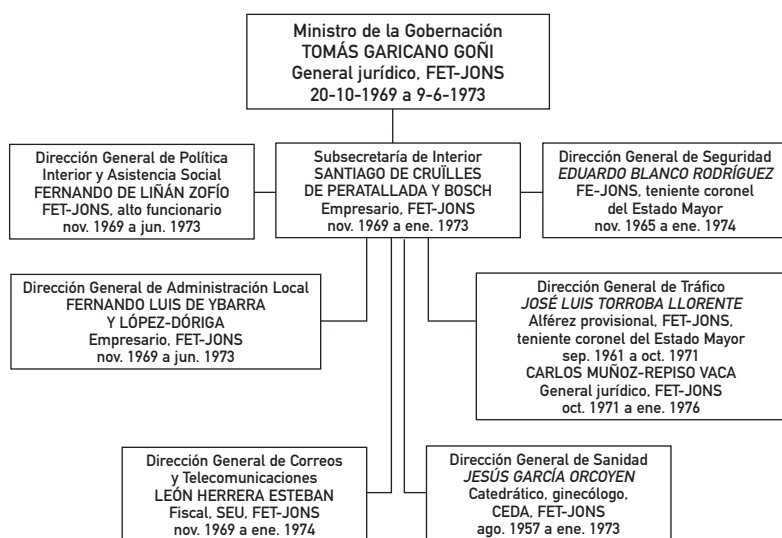 Ministro de la Gobernación
TOMÁS GARICANO GOÑI
General jurídico, FET-JONS
20-10-1969 a 9-6-1973
Dirección General de Política
Interior y Asistencia Social
FERNANDO DE LIÑÁN ZOFÍO
FET-JONS, alto funcionario
nov. 1969 a jun. 1973
Subsecretaría de Interior
SANTIAGO DE CRUÏLLES
DE PERATALLADA Y BOSCH
Empresario, FET-JONS
nov. 1969 a ene. 1973
Dirección General de Seguridad
EDUARDO BLANCO RODRÍGUEZ
FE-JONS, teniente coronel
del Estado Mayor
nov. 1965 a ene. 1974
Dirección General de Administración Local
FERNANDO LUIS DE YBARRA
Y LÓPEZ-DÓRIGA
Empresario, FET-JONS
nov. 1969 a jun. 1973
Dirección General de Tráfico
JOSÉ LUIS TORROBA LLORENTE
Alférez provisional, FET-JONS,
teniente coronel del Estado Mayor
sep. 1961 a oct. 1971
CARLOS MUÑOZ-REPISO VACA
General jurídico, FET-JONS
oct. 1971 a ene. 1976
Dirección General de Correos
y Telecomunicaciones
LEÓN HERRERA ESTEBAN
Fiscal, SEU, FET-JONS
nov. 1969 a ene. 1974
Dirección General de Sanidad
JESÚS GARCÍA ORCOYEN
Catedrático, ginecólogo,
CEDA, FET-JONS
ago. 1957 a ene. 1973